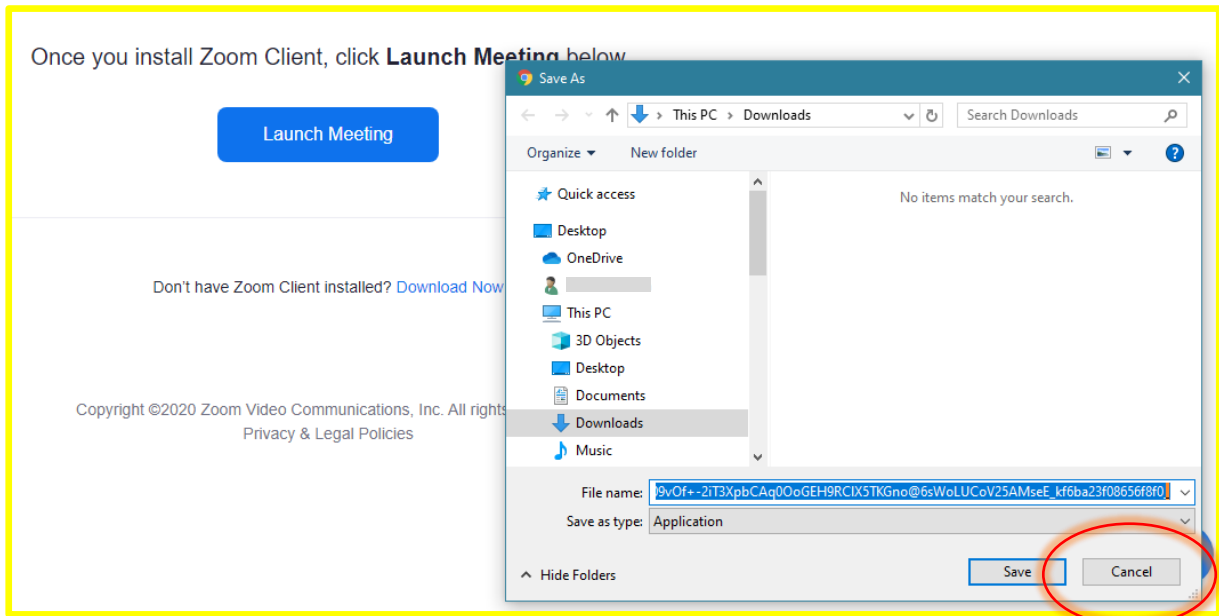 Once you install Zoom Client, click Launch Meeting below
Launch Meeting
Don't have Zoom Client installed? Download Now
Copyright ©2020 Zoom Video Communications, Inc. All rights
Privacy & Legal Policies
Save As
This PC > Downloads
Search Downloads
Organize
New folder
No items match your search.
Quick access
Desktop
OneDrive
This PC
3D Objects
Desktop
Documents
Downloads
Music
File name: 9vOf+-2iT3XpbCAq0OoGEH9RCIX5TKGno@6sWoLUCoV25AMseE_kf6ba23f08656f8f0
Save as type: Application
Hide Folders
Save
Cancel